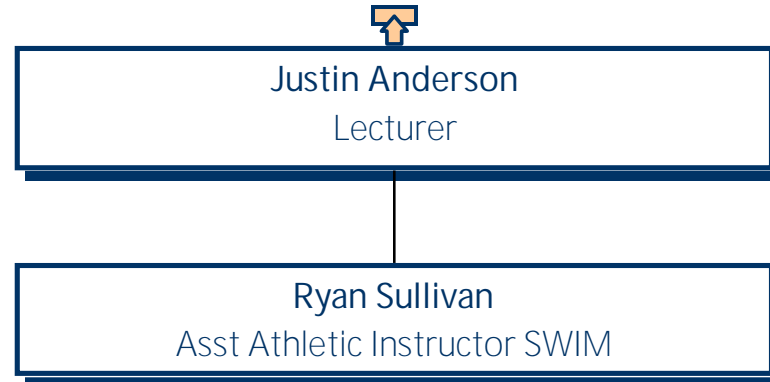 Justin Anderson
Lecturer
Ryan Sullivan
Asst Athletic Instructor SWIM